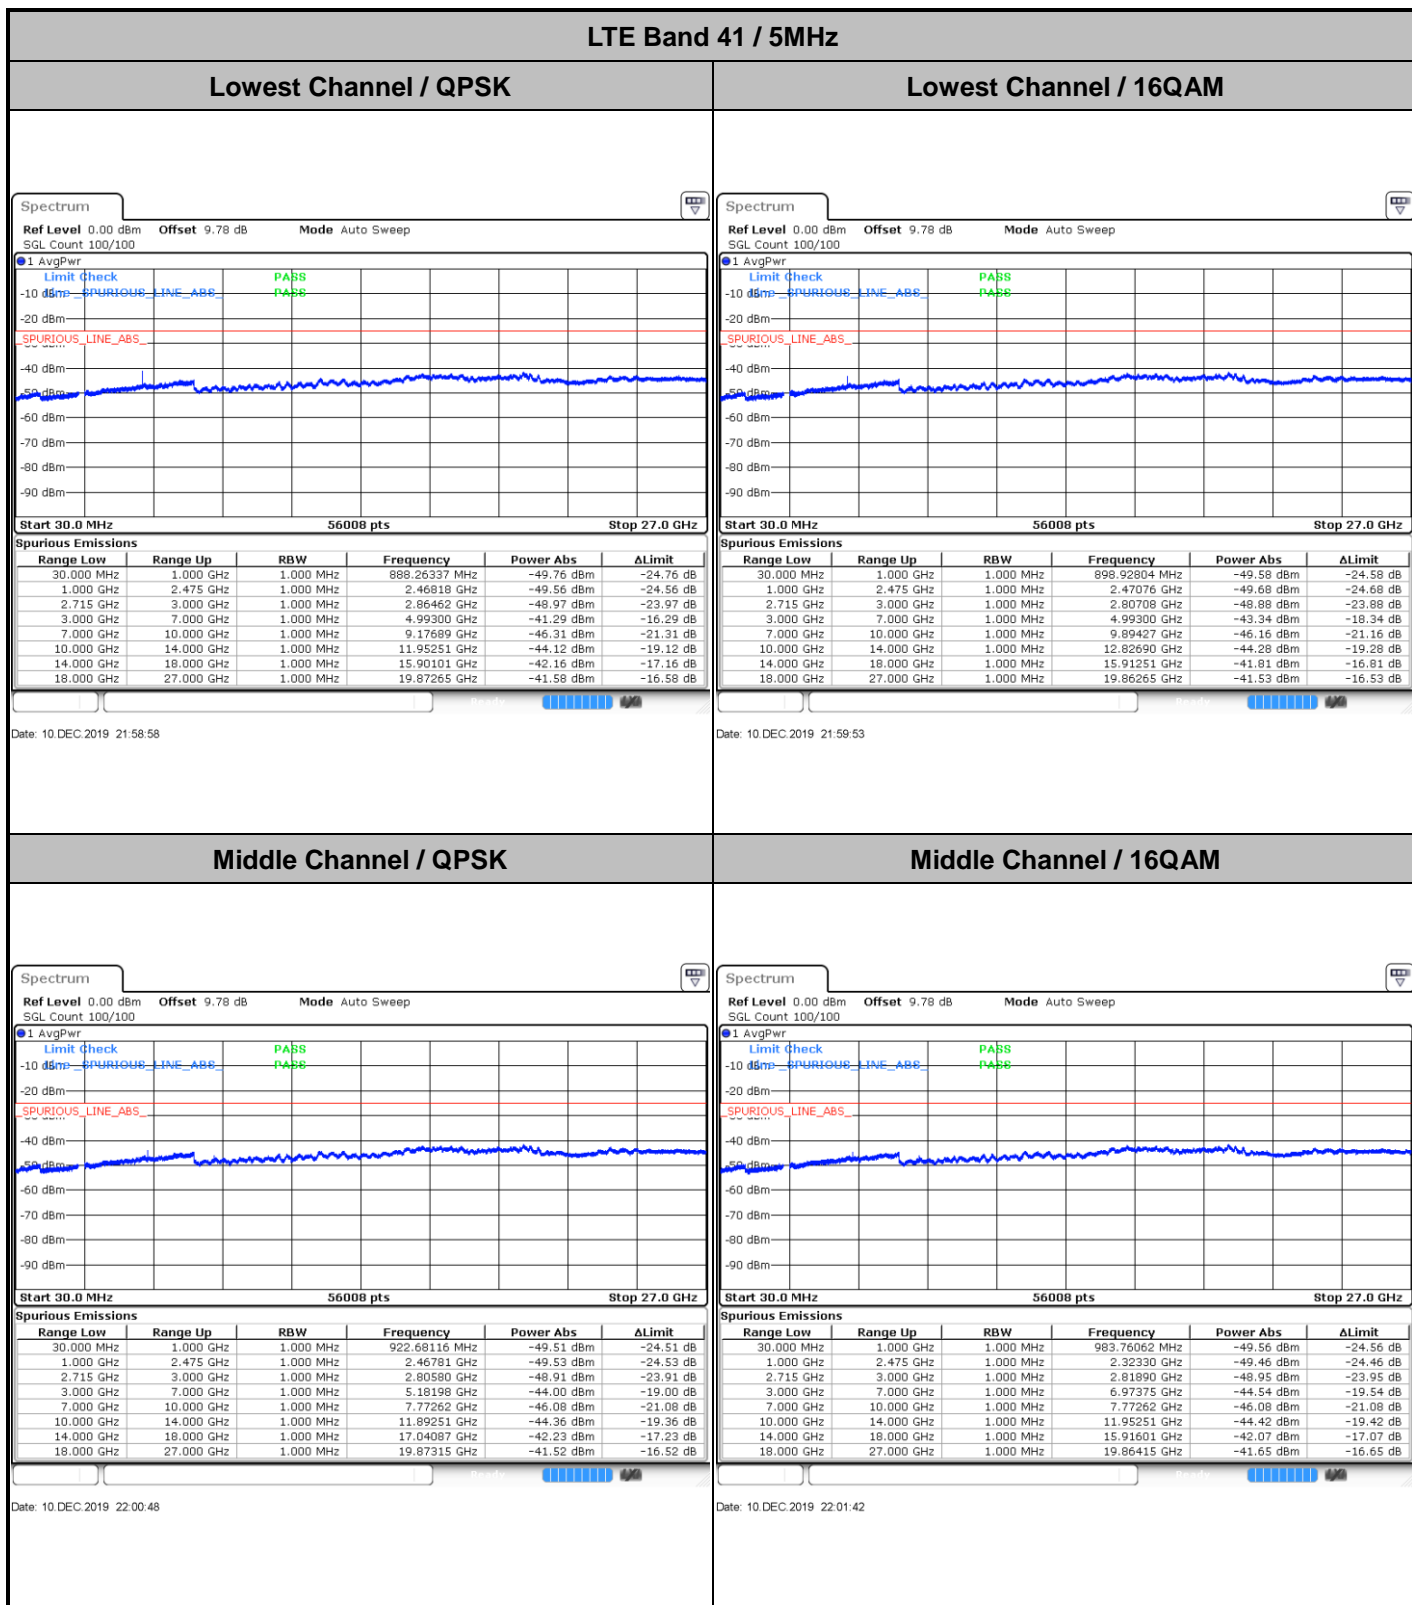 LTE Band 41 / 5MHz
Lowest Channel / QPSK
Lowest Channel / 16QAM
Spectrum
Ref Level 0.00 dBm Offset 9.78 dB Mode Auto Sweep
SGL Count 100/100
1 AvgPwr
Limit Check PASS
Line _SPURIOUS_LINE_ABS_ PASS
-10 dBm
-20 dBm
_SPURIOUS_LINE_ABS_
-40 dBm
-50 dBm
-60 dBm
-70 dBm
-80 dBm
-90 dBm
Start 30.0 MHz 56008 pts Stop 27.0 GHz
Spurious Emissions
Range Low Range Up RBW Frequency Power Abs ΔLimit
30.000 MHz 1.000 GHz 1.000 MHz 888.26337 MHz -49.76 dBm -24.76 dB
1.000 GHz 2.475 GHz 1.000 MHz 2.46818 GHz -49.56 dBm -24.56 dB
2.715 GHz 3.000 GHz 1.000 MHz 2.86462 GHz -48.97 dBm -23.97 dB
3.000 GHz 7.000 GHz 1.000 MHz 4.99300 GHz -41.29 dBm -16.29 dB
7.000 GHz 10.000 GHz 1.000 MHz 9.17689 GHz -46.31 dBm -21.31 dB
10.000 GHz 14.000 GHz 1.000 MHz 11.95251 GHz -44.12 dBm -19.12 dB
14.000 GHz 18.000 GHz 1.000 MHz 15.90101 GHz -42.16 dBm -17.16 dB
18.000 GHz 27.000 GHz 1.000 MHz 19.87265 GHz -41.58 dBm -16.58 dB
Ready
Date: 10.DEC.2019 21:58:58
Spectrum
Ref Level 0.00 dBm Offset 9.78 dB Mode Auto Sweep
SGL Count 100/100
1 AvgPwr
Limit Check PASS
Line _SPURIOUS_LINE_ABS_ PASS
-10 dBm
-20 dBm
_SPURIOUS_LINE_ABS_
-40 dBm
-50 dBm
-60 dBm
-70 dBm
-80 dBm
-90 dBm
Start 30.0 MHz 56008 pts Stop 27.0 GHz
Spurious Emissions
Range Low Range Up RBW Frequency Power Abs ΔLimit
30.000 MHz 1.000 GHz 1.000 MHz 898.92804 MHz -49.58 dBm -24.58 dB
1.000 GHz 2.475 GHz 1.000 MHz 2.47076 GHz -49.68 dBm -24.68 dB
2.715 GHz 3.000 GHz 1.000 MHz 2.80708 GHz -48.88 dBm -23.88 dB
3.000 GHz 7.000 GHz 1.000 MHz 4.99300 GHz -43.34 dBm -18.34 dB
7.000 GHz 10.000 GHz 1.000 MHz 9.89427 GHz -46.16 dBm -21.16 dB
10.000 GHz 14.000 GHz 1.000 MHz 12.82690 GHz -44.28 dBm -19.28 dB
14.000 GHz 18.000 GHz 1.000 MHz 15.91251 GHz -41.81 dBm -16.81 dB
18.000 GHz 27.000 GHz 1.000 MHz 19.86265 GHz -41.53 dBm -16.53 dB
Ready
Date: 10.DEC.2019 21:59:53
Middle Channel / QPSK
Middle Channel / 16QAM
Spectrum
Ref Level 0.00 dBm Offset 9.78 dB Mode Auto Sweep
SGL Count 100/100
1 AvgPwr
Limit Check PASS
Line _SPURIOUS_LINE_ABS_ PASS
-10 dBm
-20 dBm
_SPURIOUS_LINE_ABS_
-40 dBm
-50 dBm
-60 dBm
-70 dBm
-80 dBm
-90 dBm
Start 30.0 MHz 56008 pts Stop 27.0 GHz
Spurious Emissions
Range Low Range Up RBW Frequency Power Abs ΔLimit
30.000 MHz 1.000 GHz 1.000 MHz 922.68116 MHz -49.51 dBm -24.51 dB
1.000 GHz 2.475 GHz 1.000 MHz 2.46781 GHz -49.53 dBm -24.53 dB
2.715 GHz 3.000 GHz 1.000 MHz 2.80580 GHz -48.91 dBm -23.91 dB
3.000 GHz 7.000 GHz 1.000 MHz 5.18198 GHz -44.00 dBm -19.00 dB
7.000 GHz 10.000 GHz 1.000 MHz 7.77262 GHz -46.08 dBm -21.08 dB
10.000 GHz 14.000 GHz 1.000 MHz 11.89251 GHz -44.36 dBm -19.36 dB
14.000 GHz 18.000 GHz 1.000 MHz 17.04087 GHz -42.23 dBm -17.23 dB
18.000 GHz 27.000 GHz 1.000 MHz 19.87315 GHz -41.52 dBm -16.52 dB
Ready
Date: 10.DEC.2019 22:00:48
Spectrum
Ref Level 0.00 dBm Offset 9.78 dB Mode Auto Sweep
SGL Count 100/100
1 AvgPwr
Limit Check PASS
Line _SPURIOUS_LINE_ABS_ PASS
-10 dBm
-20 dBm
_SPURIOUS_LINE_ABS_
-40 dBm
-50 dBm
-60 dBm
-70 dBm
-80 dBm
-90 dBm
Start 30.0 MHz 56008 pts Stop 27.0 GHz
Spurious Emissions
Range Low Range Up RBW Frequency Power Abs ΔLimit
30.000 MHz 1.000 GHz 1.000 MHz 983.76062 MHz -49.56 dBm -24.56 dB
1.000 GHz 2.475 GHz 1.000 MHz 2.32330 GHz -49.46 dBm -24.46 dB
2.715 GHz 3.000 GHz 1.000 MHz 2.81890 GHz -48.95 dBm -23.95 dB
3.000 GHz 7.000 GHz 1.000 MHz 6.97375 GHz -44.54 dBm -19.54 dB
7.000 GHz 10.000 GHz 1.000 MHz 7.77262 GHz -46.08 dBm -21.08 dB
10.000 GHz 14.000 GHz 1.000 MHz 11.95251 GHz -44.42 dBm -19.42 dB
14.000 GHz 18.000 GHz 1.000 MHz 15.91601 GHz -42.07 dBm -17.07 dB
18.000 GHz 27.000 GHz 1.000 MHz 19.86415 GHz -41.65 dBm -16.65 dB
Ready
Date: 10.DEC.2019 22:01:42